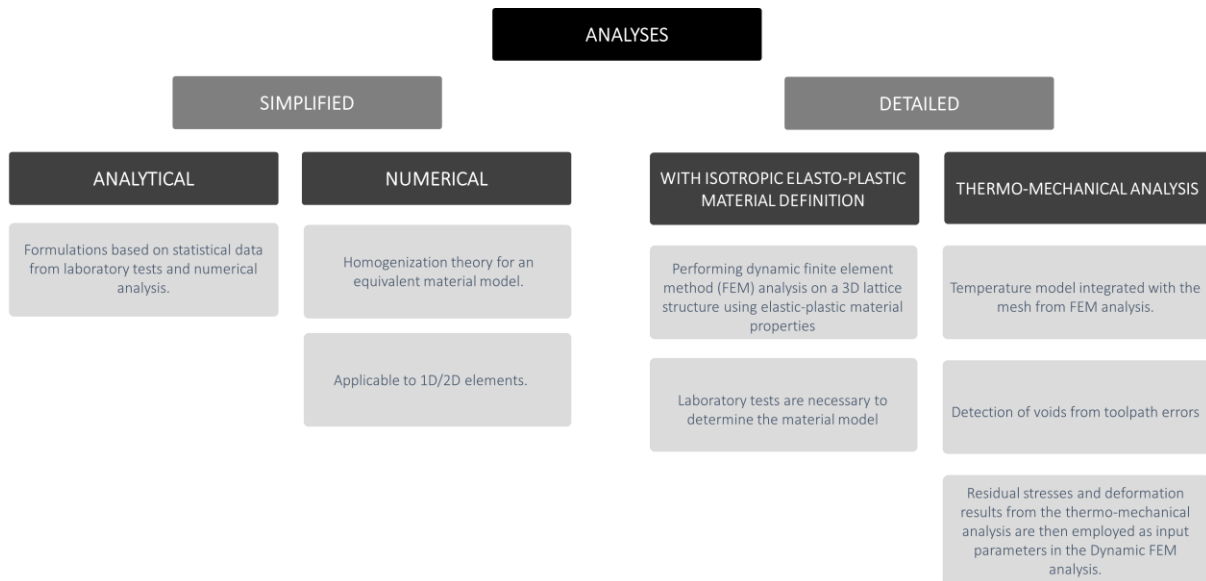 ANALYSES
SIMPLIFIED
DETAILED
ANALYTICAL
NUMERICAL
WITH ISOTROPIC ELASTO-PLASTIC
MATERIAL DEFINITION
THERMO-MECHANICAL ANALYSIS
Formulations based on statistical data
from laboratory tests and numerical
analysis.
Homogenization theory for an
equivalent material model.
Applicable to 1D/2D elements.
Performing dynamic finite element
method (FEM) analysis on a 3D lattice
structure using elastic-plastic material
properties
Laboratory tests are necessary to
determine the material model
Temperature model integrated with the
mesh from FEM analysis.
Detection of voids from toolpath errors
Residual stresses and deformation
results from the thermo-mechanical
analysis are then employed as input
parameters in the Dynamic FEM
analysis.